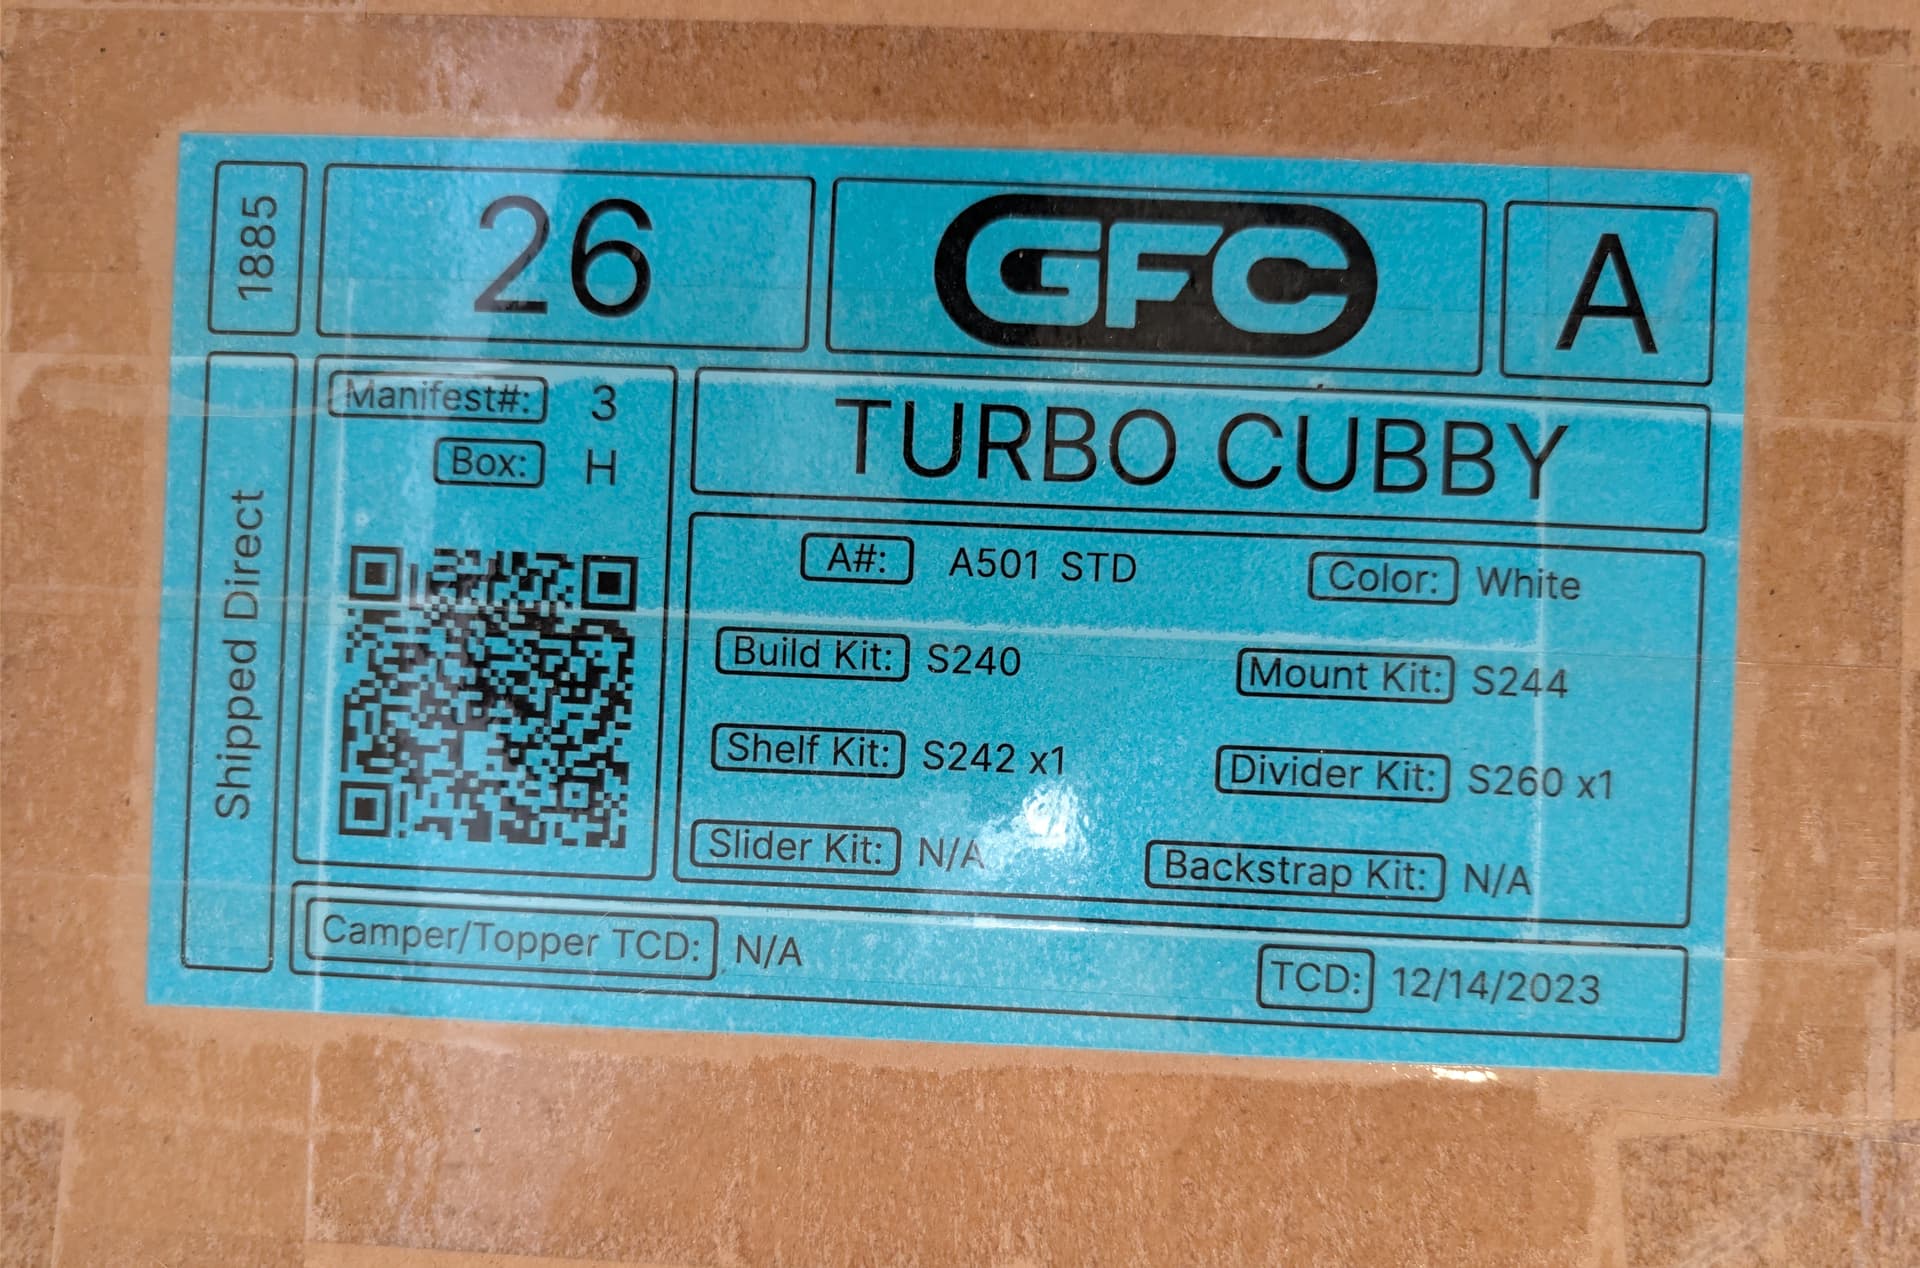 1885
26
GFC
A
Shipped Direct
Manifest#: 3
Box: H
TURBO CUBBY
A#: A501 STD
Color: White
Build Kit: S240
Mount Kit: S244
Shelf Kit: S242 x1
Divider Kit: S260 x1
Slider Kit: N/A
Backstrap Kit: N/A
Camper/Topper TCD: N/A
TCD: 12/14/2023